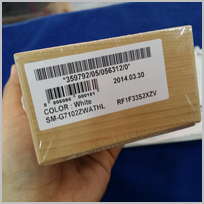 *359792/05/056312/0*
2014.03.30
COLOR : White
SM-G7102ZWATHL
RF1F33S2XZV